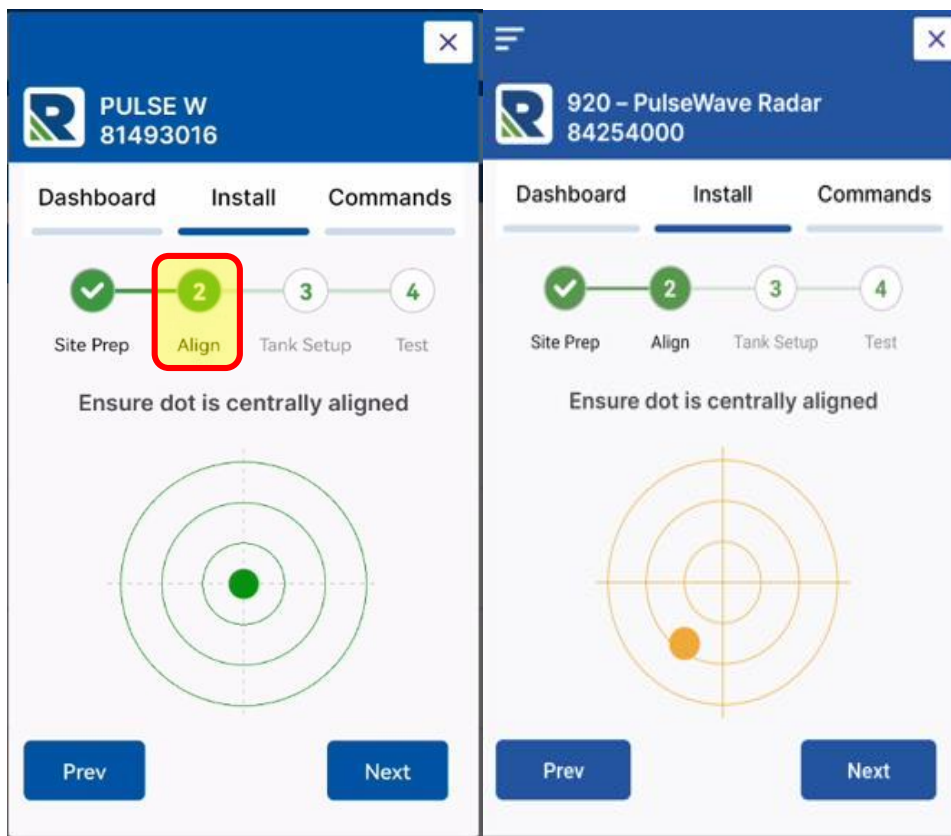 PULSE W
81493016
Dashboard Install Commands
2 3 4
Site Prep Align Tank Setup Test
Ensure dot is centrally aligned
Prev Next
920 – PulseWave Radar
84254000
Dashboard Install Commands
2 3 4
Site Prep Align Tank Setup Test
Ensure dot is centrally aligned
Prev Next